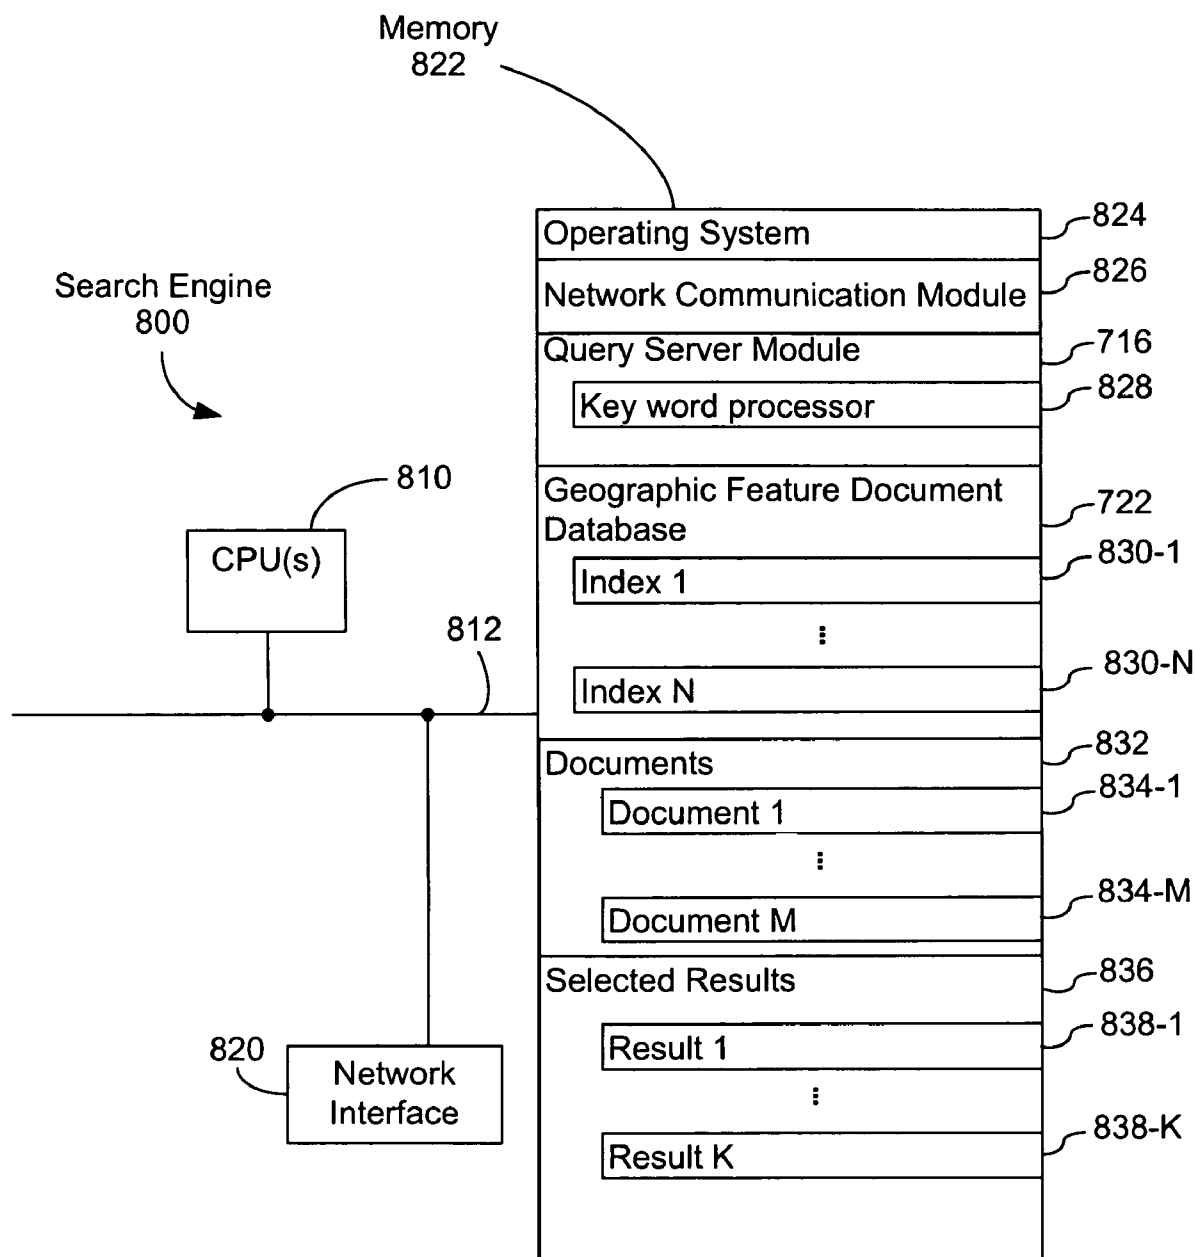 Memory
822
Operating System
824
Network Communication Module
826
Search Engine
800
Query Server Module
716
Key word processor
828
810
CPU(s)
Geographic Feature Document
Database
722
Index 1
830-1
812
Index N
830-N
Documents
832
Document 1
834-1
Document M
834-M
Selected Results
836
820
Network
Interface
Result 1
838-1
Result K
838-K